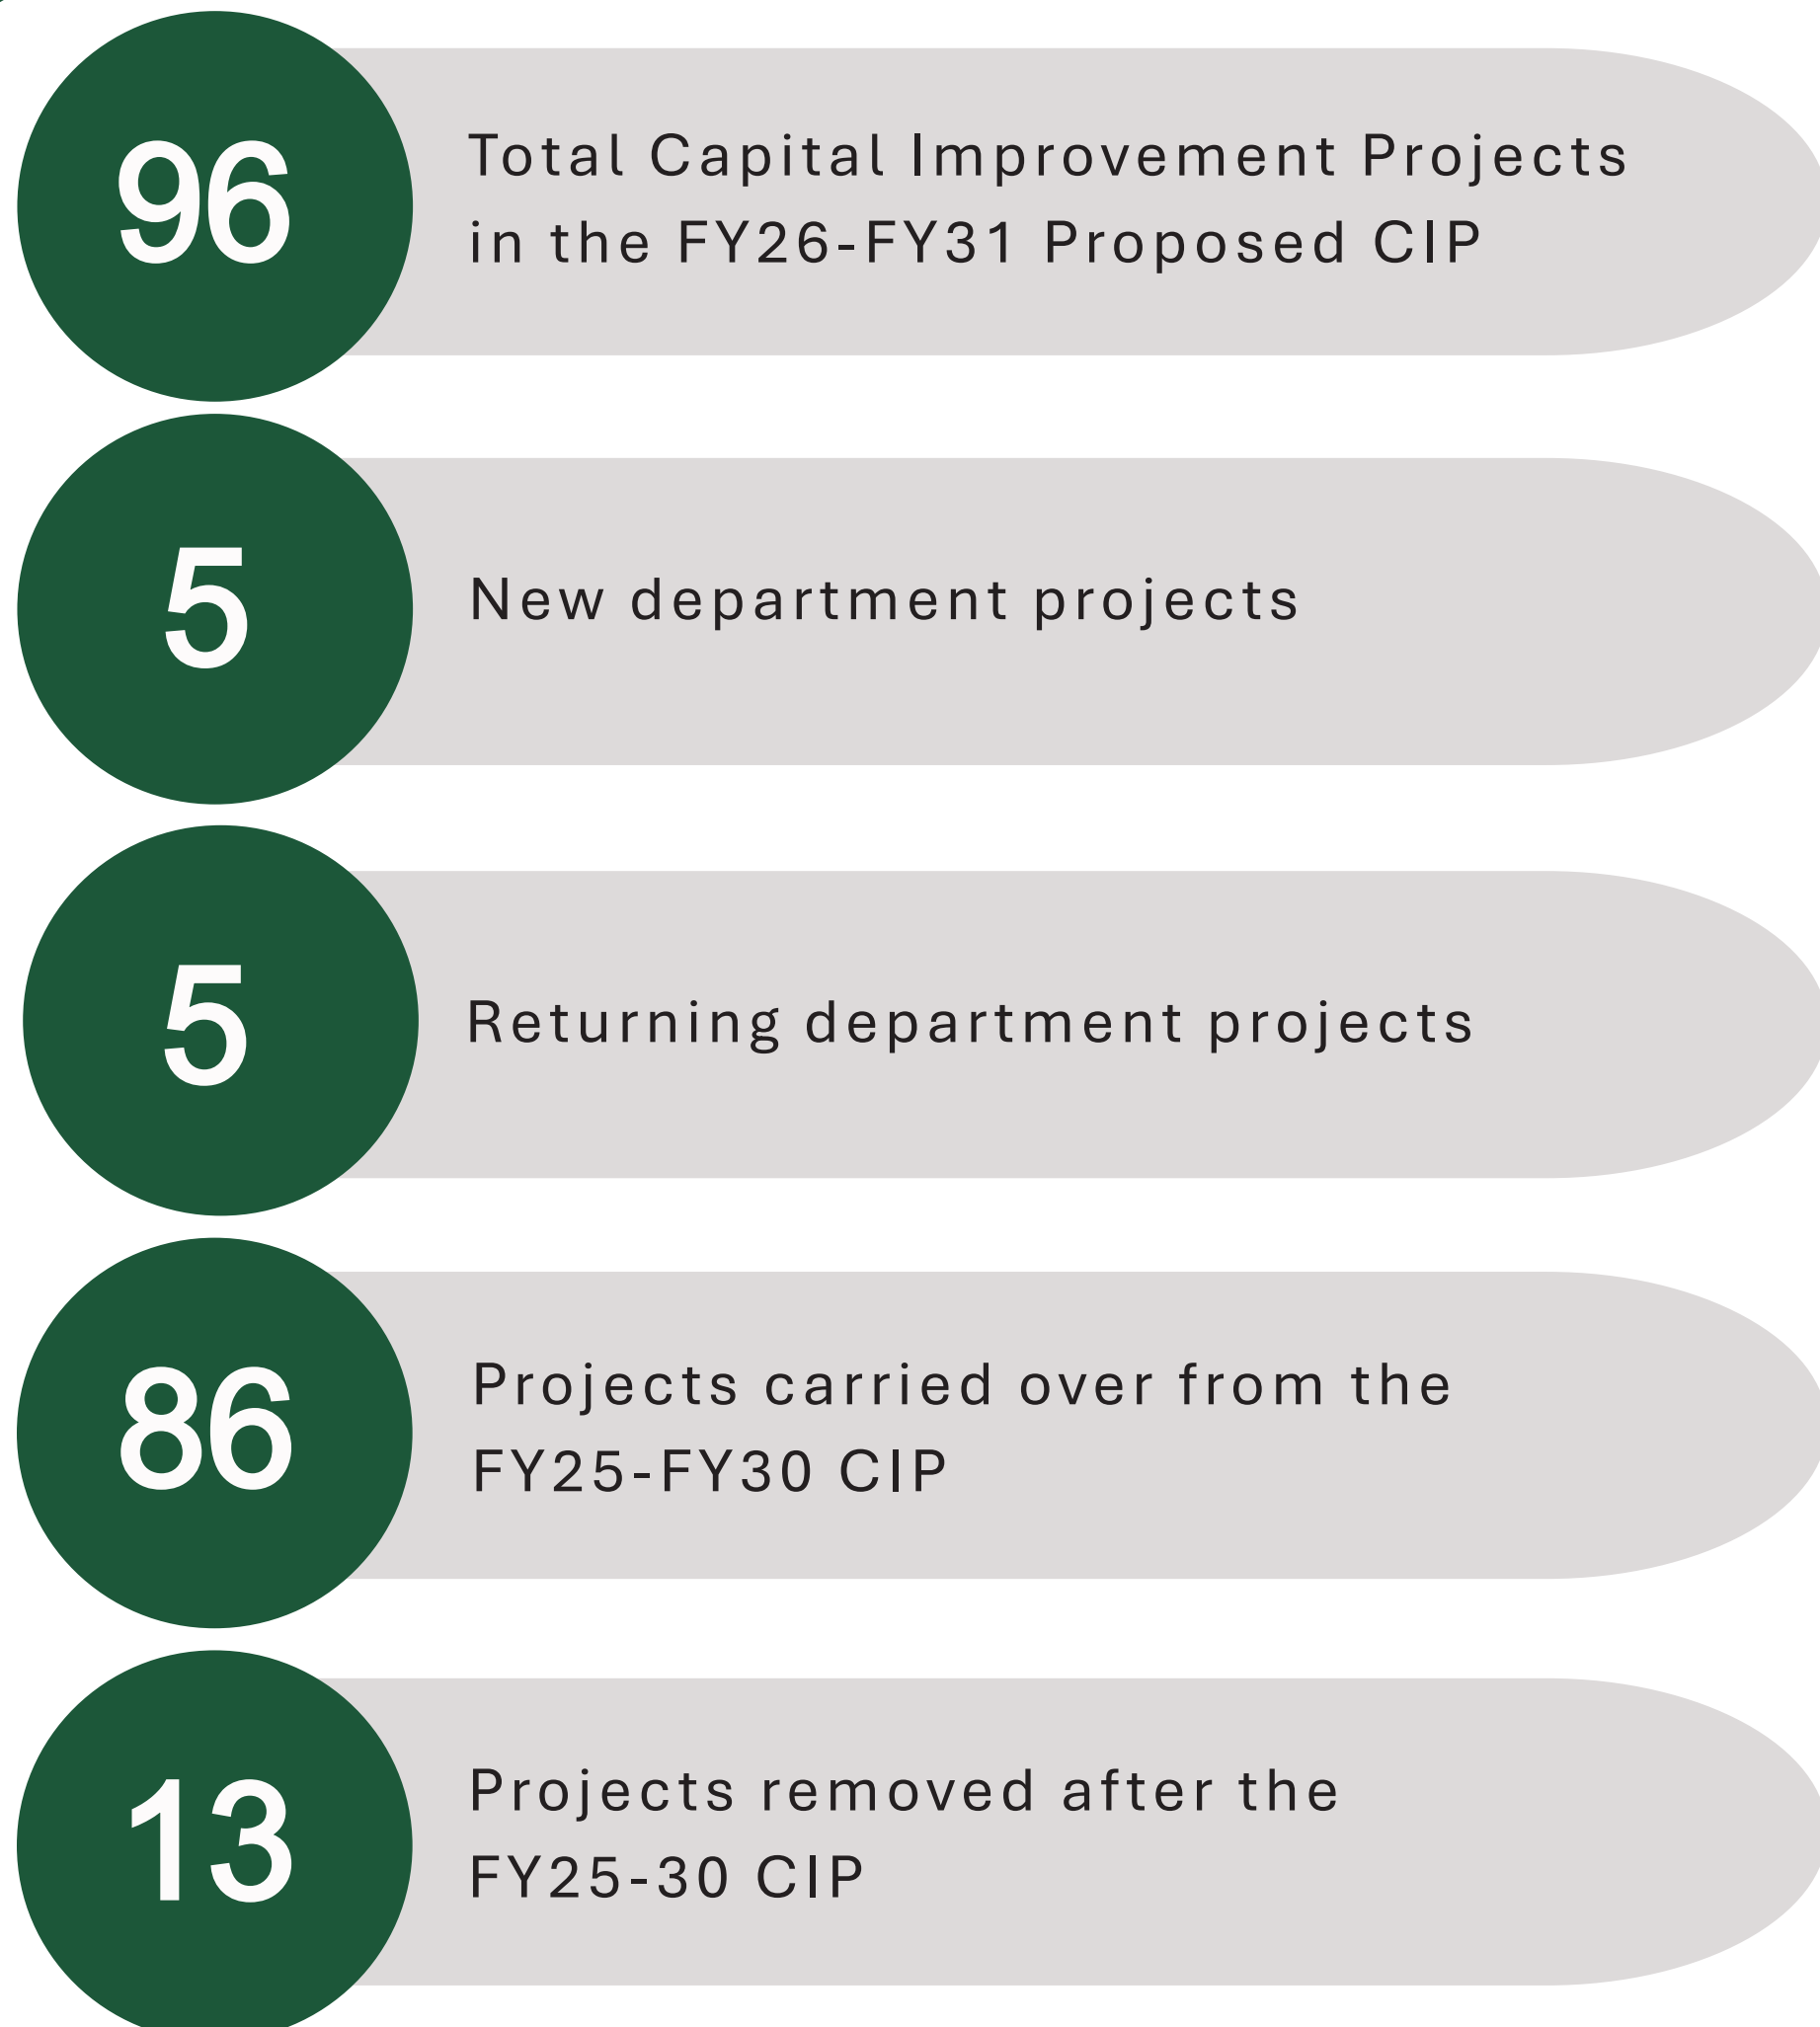 96
Total Capital Improvement Projects
in the FY26-FY31 Proposed CIP
5
New department projects
5
Returning department projects
86
Projects carried over from the
FY25-FY30 CIP
13
Projects removed after the
FY25-30 CIP